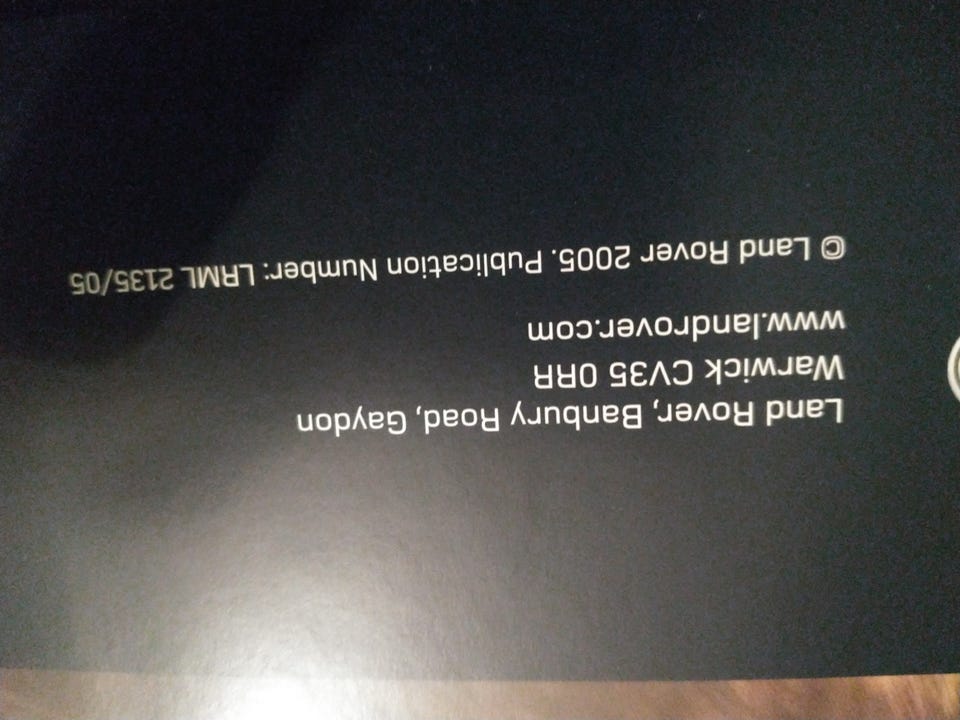 Land Rover, Banbury Road, Gaydon
Warwick CV35 0RR
www.landrover.com
© Land Rover 2005. Publication Number: LRML 2135/05